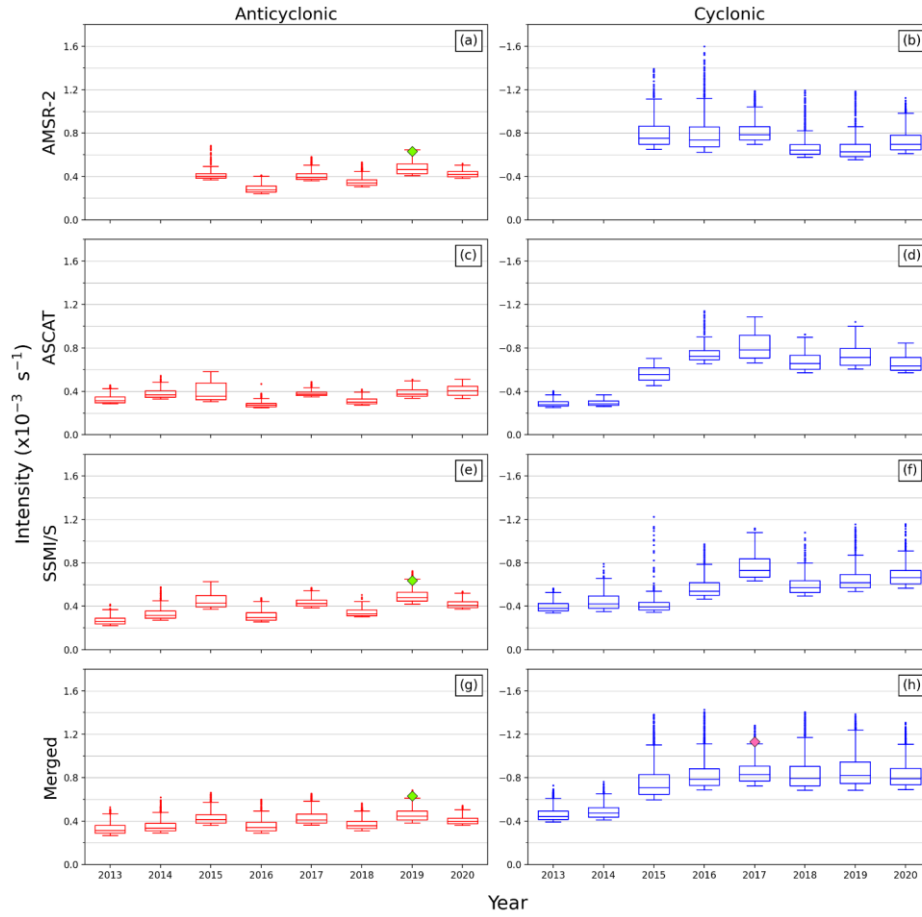 Anticyclonic
Cyclonic
AMSR-2
ASCAT
SSMI/S
Merged
Intensity (x10⁻³ s⁻¹)
(a)
1.6
1.2
0.8
0.4
0.0
(b)
−1.6
−1.2
−0.8
−0.4
0.0
(c)
1.6
1.2
0.8
0.4
0.0
(d)
−1.6
−1.2
−0.8
−0.4
0.0
(e)
1.6
1.2
0.8
0.4
0.0
(f)
−1.6
−1.2
−0.8
−0.4
0.0
(g)
1.6
1.2
0.8
0.4
0.0
(h)
−1.6
−1.2
−0.8
−0.4
0.0
2013 2014 2015 2016 2017 2018 2019 2020
2013 2014 2015 2016 2017 2018 2019 2020
Year